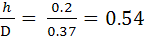 h/D = 0.2/0.37 = 0.54